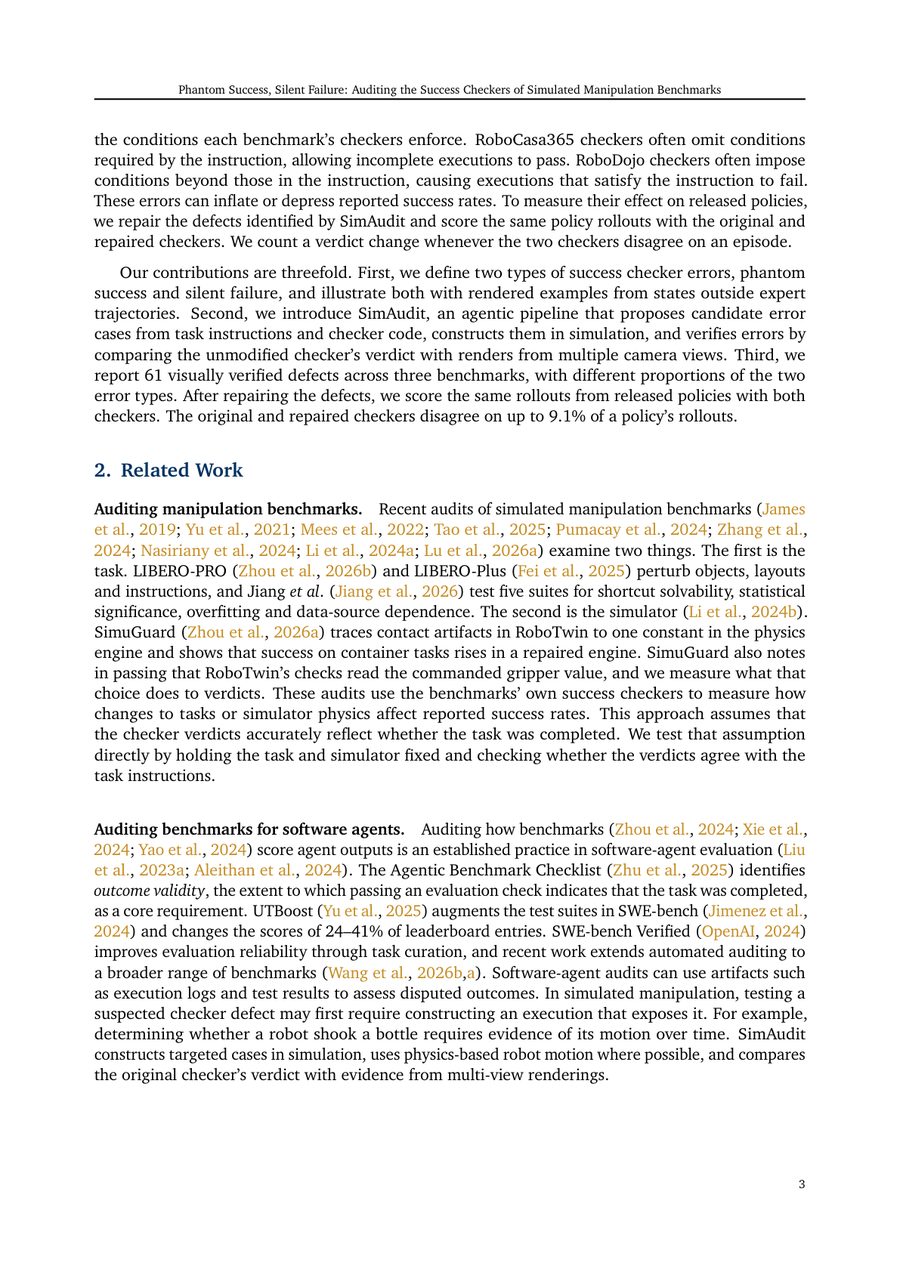 Phantom Success, Silent Failure: Auditing the Success Checkers of Simulated Manipulation Benchmarks
the conditions each benchmark's checkers enforce. RoboCasa365 checkers often omit conditions
required by the instruction, allowing incomplete executions to pass. RoboDojo checkers often impose
conditions beyond those in the instruction, causing executions that satisfy the instruction to fail.
These errors can inflate or depress reported success rates. To measure their effect on released policies,
we repair the defects identified by SimAudit and score the same policy rollouts with the original and
repaired checkers. We count a verdict change whenever the two checkers disagree on an episode.
Our contributions are threefold. First, we define two types of success checker errors, phantom
success and silent failure, and illustrate both with rendered examples from states outside expert
trajectories. Second, we introduce SimAudit, an agentic pipeline that proposes candidate error
cases from task instructions and checker code, constructs them in simulation, and verifies errors by
comparing the unmodified checker's verdict with renders from multiple camera views. Third, we
report 61 visually verified defects across three benchmarks, with different proportions of the two
error types. After repairing the defects, we score the same rollouts from released policies with both
checkers. The original and repaired checkers disagree on up to 9.1% of a policy's rollouts.
2. Related Work
Auditing manipulation benchmarks. Recent audits of simulated manipulation benchmarks (James
et al., 2019; Yu et al., 2021; Mees et al., 2022; Tao et al., 2025; Pumacay et al., 2024; Zhang et al.,
2024; Nasiriany et al., 2024; Li et al., 2024a; Lu et al., 2026a) examine two things. The first is the
task. LIBERO-PRO (Zhou et al., 2026b) and LIBERO-Plus (Fei et al., 2025) perturb objects, layouts
and instructions, and Jiang et al. (Jiang et al., 2026) test five suites for shortcut solvability, statistical
significance, overfitting and data-source dependence. The second is the simulator (Li et al., 2024b).
SimuGuard (Zhou et al., 2026a) traces contact artifacts in RoboTwin to one constant in the physics
engine and shows that success on container tasks rises in a repaired engine. SimuGuard also notes
in passing that RoboTwin's checks read the commanded gripper value, and we measure what that
choice does to verdicts. These audits use the benchmarks' own success checkers to measure how
changes to tasks or simulator physics affect reported success rates. This approach assumes that
the checker verdicts accurately reflect whether the task was completed. We test that assumption
directly by holding the task and simulator fixed and checking whether the verdicts agree with the
task instructions.
Auditing benchmarks for software agents. Auditing how benchmarks (Zhou et al., 2024; Xie et al.,
2024; Yao et al., 2024) score agent outputs is an established practice in software-agent evaluation (Liu
et al., 2023a; Aleithan et al., 2024). The Agentic Benchmark Checklist (Zhu et al., 2025) identifies
outcome validity, the extent to which passing an evaluation check indicates that the task was completed,
as a core requirement. UTBoost (Yu et al., 2025) augments the test suites in SWE-bench (Jimenez et al.,
2024) and changes the scores of 24–41% of leaderboard entries. SWE-bench Verified (OpenAI, 2024)
improves evaluation reliability through task curation, and recent work extends automated auditing to
a broader range of benchmarks (Wang et al., 2026b,a). Software-agent audits can use artifacts such
as execution logs and test results to assess disputed outcomes. In simulated manipulation, testing a
suspected checker defect may first require constructing an execution that exposes it. For example,
determining whether a robot shook a bottle requires evidence of its motion over time. SimAudit
constructs targeted cases in simulation, uses physics-based robot motion where possible, and compares
the original checker's verdict with evidence from multi-view renderings.
3